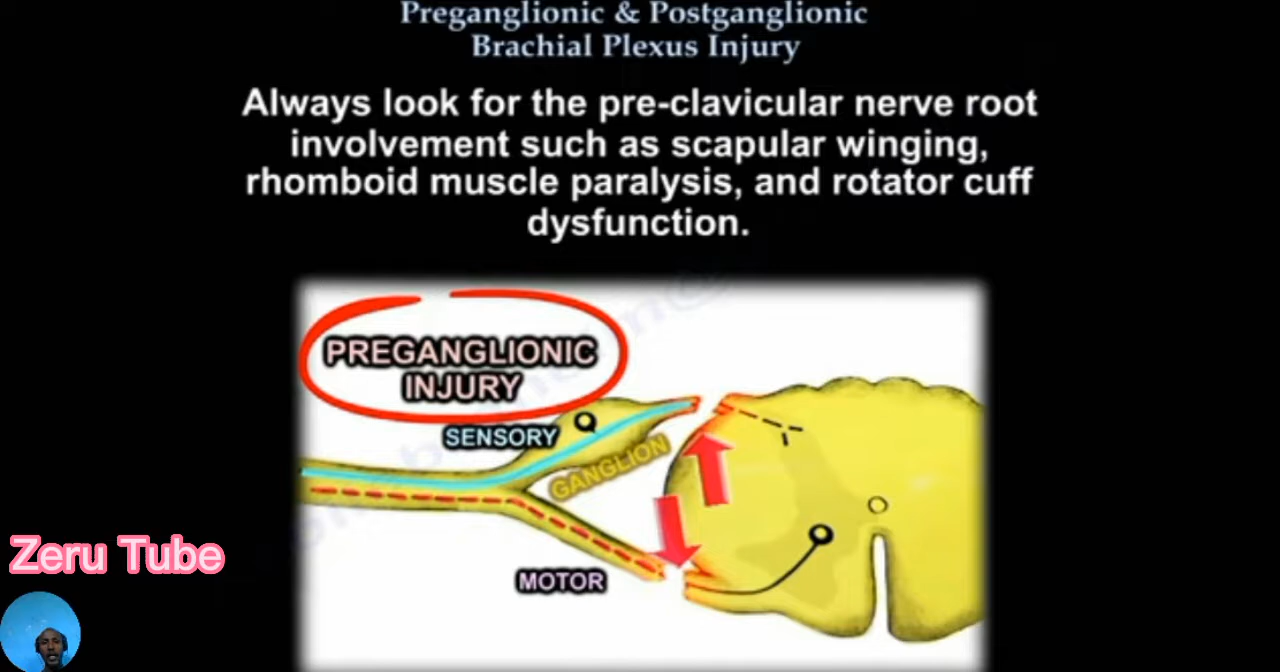 Preganglionic & Postganglionic
Brachial Plexus Injury
Always look for the pre-clavicular nerve root
involvement such as scapular winging,
rhomboid muscle paralysis, and rotator cuff
dysfunction.
PREGANGLIONIC
INJURY
SENSORY
GANGLION
MOTOR
Zeru Tube